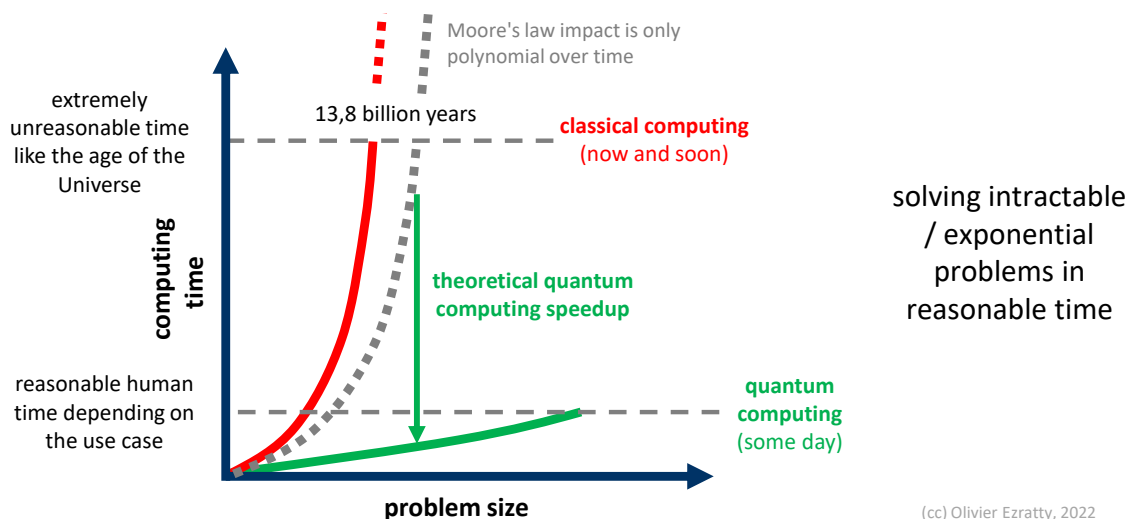 Moore's law impact is only
polynomial over time
extremely
unreasonable time
like the age of the
Universe
13,8 billion years
classical computing
(now and soon)
solving intractable
/ exponential
problems in
reasonable time
computing
time
theoretical quantum
computing speedup
reasonable human
time depending on
the use case
quantum
computing
(some day)
problem size
(cc) Olivier Ezratty, 2022